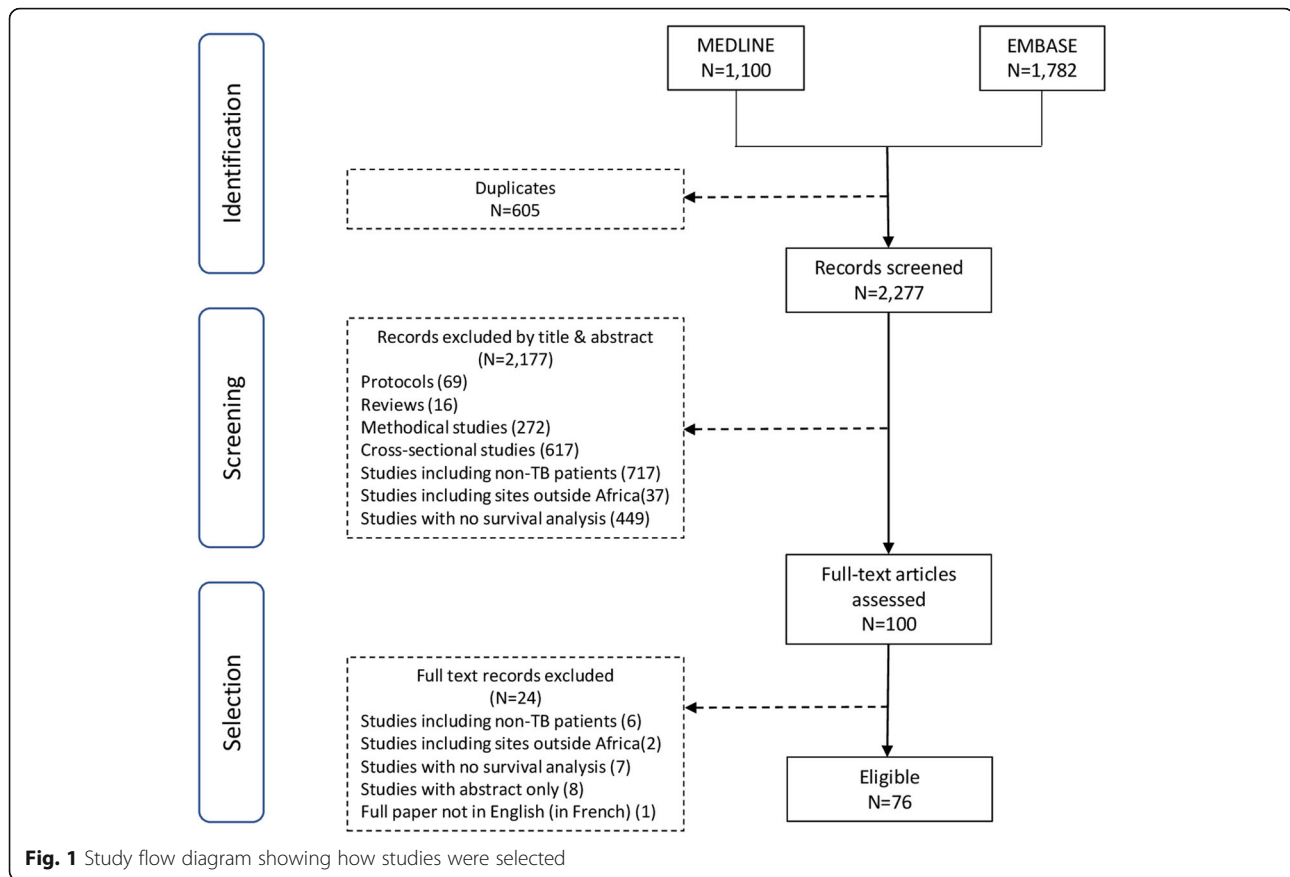 Identification
MEDLINE
N=1,100
EMBASE
N=1,782
Duplicates
N=605
Records screened
N=2,277
Screening
Records excluded by title & abstract
(N=2,177)
Protocols (69)
Reviews (16)
Methodical studies (272)
Cross-sectional studies (617)
Studies including non-TB patients (717)
Studies including sites outside Africa(37)
Studies with no survival analysis (449)
Full-text articles
assessed
N=100
Selection
Full text records excluded
(N=24)
Studies including non-TB patients (6)
Studies including sites outside Africa(2)
Studies with no survival analysis (7)
Studies with abstract only (8)
Full paper not in English (in French) (1)
Eligible
N=76
Fig. 1 Study flow diagram showing how studies were selected